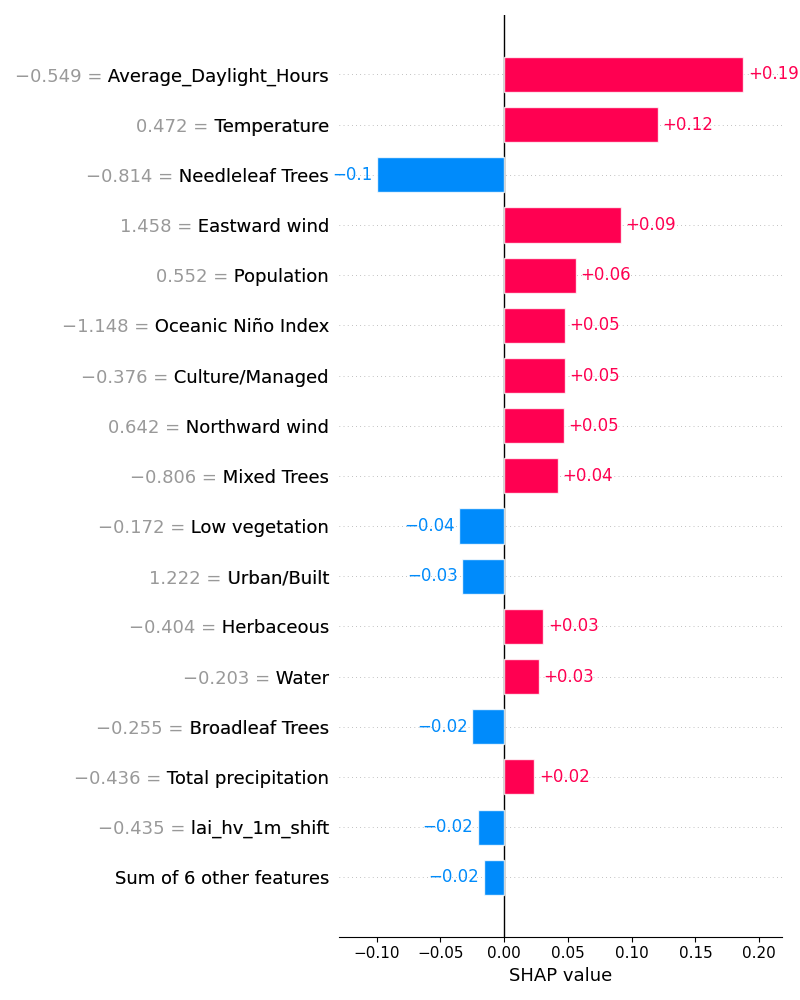 −0.549 = Average_Daylight_Hours +0.19
0.472 = Temperature +0.12
−0.814 = Needleleaf Trees −0.1
1.458 = Eastward wind +0.09
0.552 = Population +0.06
−1.148 = Oceanic Niño Index +0.05
−0.376 = Culture/Managed +0.05
0.642 = Northward wind +0.05
−0.806 = Mixed Trees +0.04
−0.172 = Low vegetation −0.04
1.222 = Urban/Built −0.03
−0.404 = Herbaceous +0.03
−0.203 = Water +0.03
−0.255 = Broadleaf Trees −0.02
−0.436 = Total precipitation +0.02
−0.435 = lai_hv_1m_shift −0.02
Sum of 6 other features −0.02
−0.10 −0.05 0.00 0.05 0.10 0.15 0.20
SHAP value